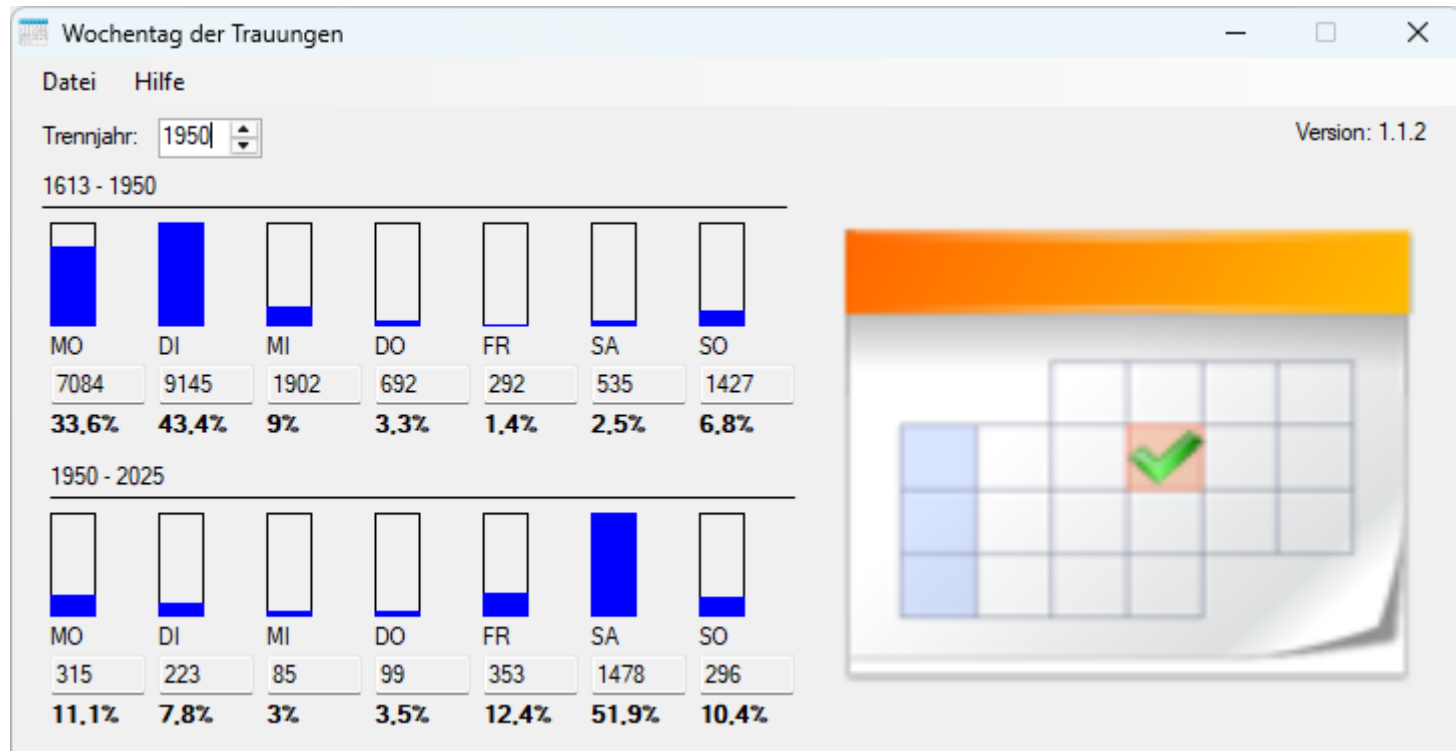 Wochentag der Trauungen
Datei Hilfe
Trennjahr: 1950
Version: 1.1.2
1613 - 1950
MO DI MI DO FR SA SO
7084 9145 1902 692 292 535 1427
33,6% 43,4% 9% 3,3% 1,4% 2,5% 6,8%
1950 - 2025
MO DI MI DO FR SA SO
315 223 85 99 353 1478 296
11,1% 7,8% 3% 3,5% 12,4% 51,9% 10,4%